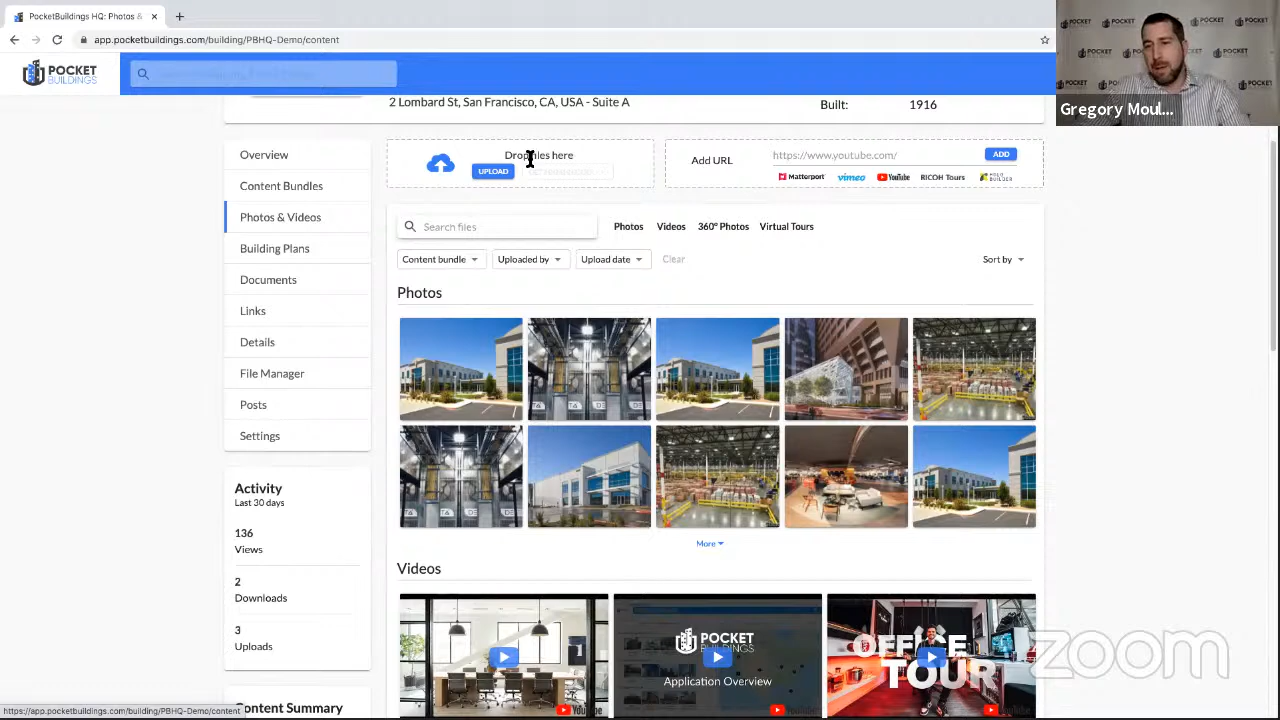 PocketBuildings HQ: Photos &
app.pocketbuildings.com/building/PBHQ-Demo/content
POCKET
BUILDINGS
Gregory Moul...
2 Lombard St, San Francisco, CA, USA - Suite A
Built: 1916
Drop files here
UPLOAD
Add URL
https://www.youtube.com/
ADD
Matterport
vimeo
YouTube
RICOH Tours
Overview
Content Bundles
Photos & Videos
Building Plans
Documents
Links
Details
File Manager
Posts
Settings
Search files
Photos Videos 360° Photos Virtual Tours
Content bundle Uploaded by Upload date Clear
Sort by
Photos
More
Videos
POCKET
BUILDINGS
Application Overview
OFFICE
TOUR
YouTube
YouTube
YouTube
Activity
Last 30 days
136
Views
2
Downloads
3
Uploads
Content Summary
zoom
https://app.pocketbuildings.com/building/PBHQ-Demo/content